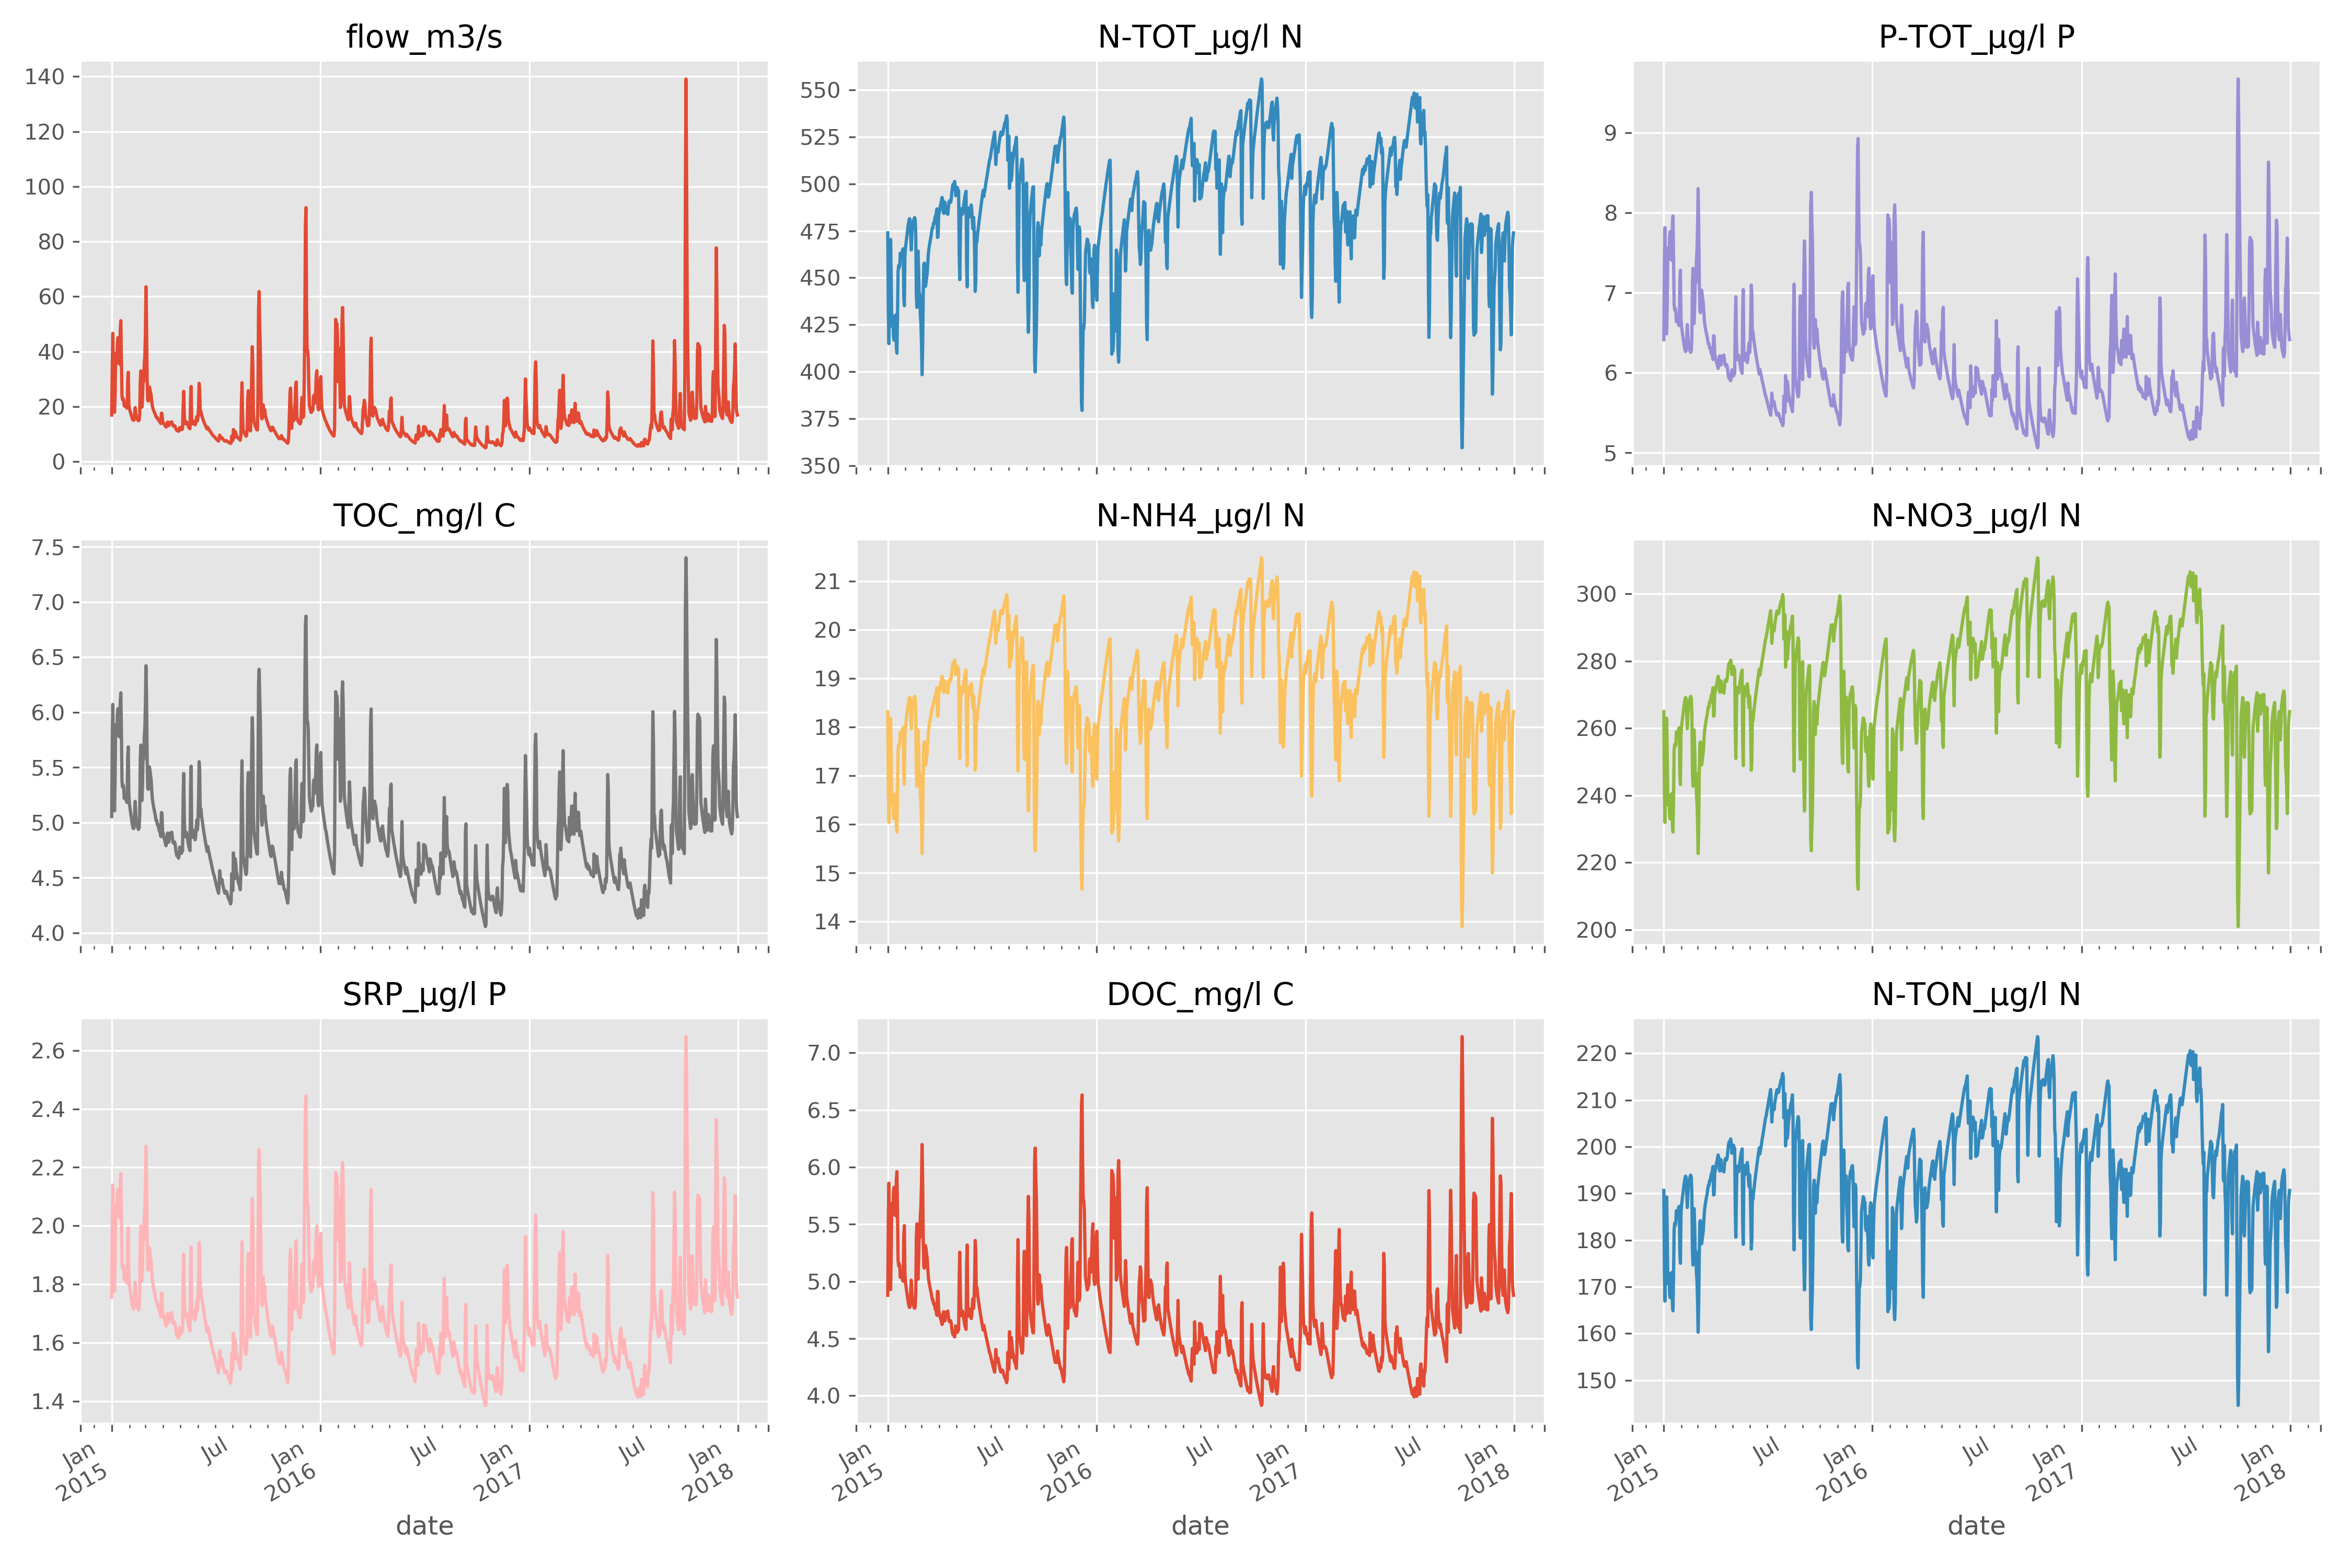 flow_m3/s
N-TOT_µg/l N
P-TOT_µg/l P
140
120
100
80
60
40
20
0
550
525
500
475
450
425
400
375
350
9
8
7
6
5
TOC_mg/l C
N-NH4_µg/l N
N-NO3_µg/l N
7.5
7.0
6.5
6.0
5.5
5.0
4.5
4.0
21
20
19
18
17
16
15
14
300
280
260
240
220
200
SRP_µg/l P
DOC_mg/l C
N-TON_µg/l N
2.6
2.4
2.2
2.0
1.8
1.6
1.4
7.0
6.5
6.0
5.5
5.0
4.5
4.0
220
210
200
190
180
170
160
150
Jan
2015
Jul
Jan
2016
Jul
Jan
2017
Jul
Jan
2018
Jan
2015
Jul
Jan
2016
Jul
Jan
2017
Jul
Jan
2018
Jan
2015
Jul
Jan
2016
Jul
Jan
2017
Jul
Jan
2018
date
date
date